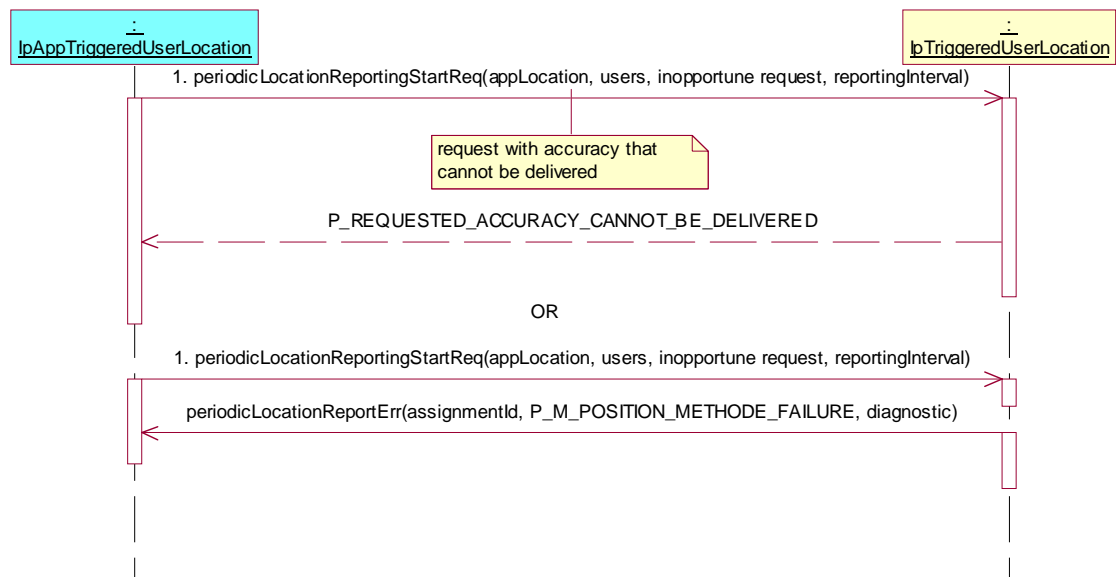 :
IpAppTriggeredUserLocation
:
IpTriggeredUserLocation
1. periodicLocationReportingStartReq(appLocation, users, inopportune request, reportingInterval)
request with accuracy that
cannot be delivered
P_REQUESTED_ACCURACY_CANNOT_BE_DELIVERED
OR
1. periodicLocationReportingStartReq(appLocation, users, inopportune request, reportingInterval)
periodicLocationReportErr(assignmentId, P_M_POSITION_METHODE_FAILURE, diagnostic)